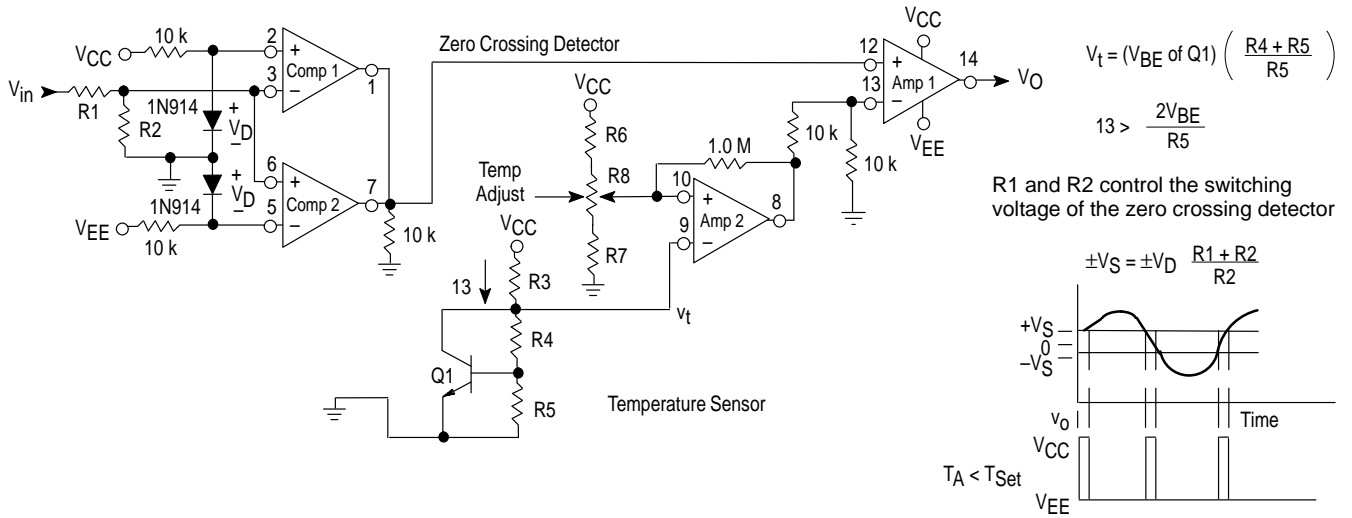 10 k
VCC
Vin
R1
R2
1N914
+
VD
−
+
VD
−
1N914
VEE
10 k
2
3
+
−
Comp 1
1
6
5
+
−
Comp 2
7
10 k
Zero Crossing Detector
VCC
R6
Temp
Adjust
R8
R7
1.0 M
10
9
+
−
Amp 2
8
10 k
10 k
12
13
+
−
Amp 1
VCC
VEE
14
VO
VCC
R3
13
vt
R4
Q1
R5
Temperature Sensor
Vt = (VBE of Q1) ( R4 + R5 / R5 )
13 > 2VBE / R5
R1 and R2 control the switching
voltage of the zero crossing detector
±VS = ±VD R1 + R2 / R2
+VS
0
−VS
vo
Time
VCC
TA < TSet
VEE